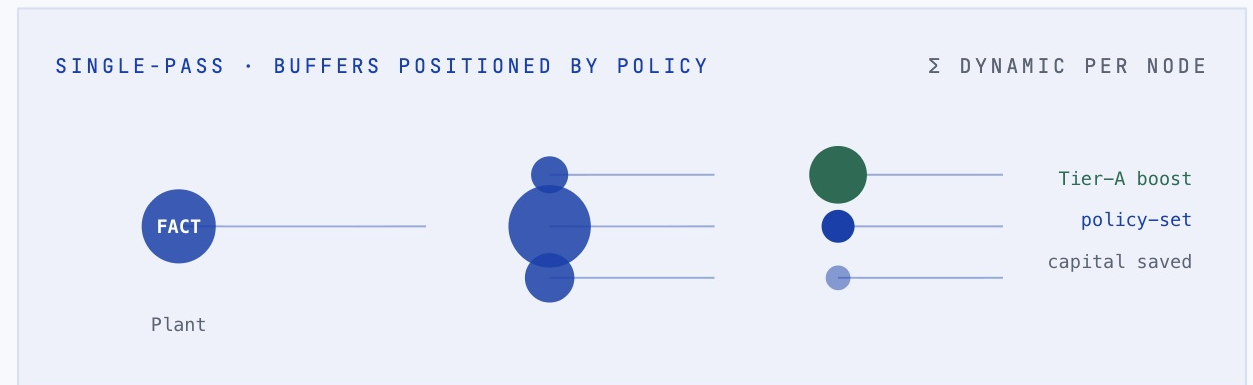 SINGLE-PASS · BUFFERS POSITIONED BY POLICY
Σ DYNAMIC PER NODE
FACT
Plant
Tier-A boost
policy-set
capital saved